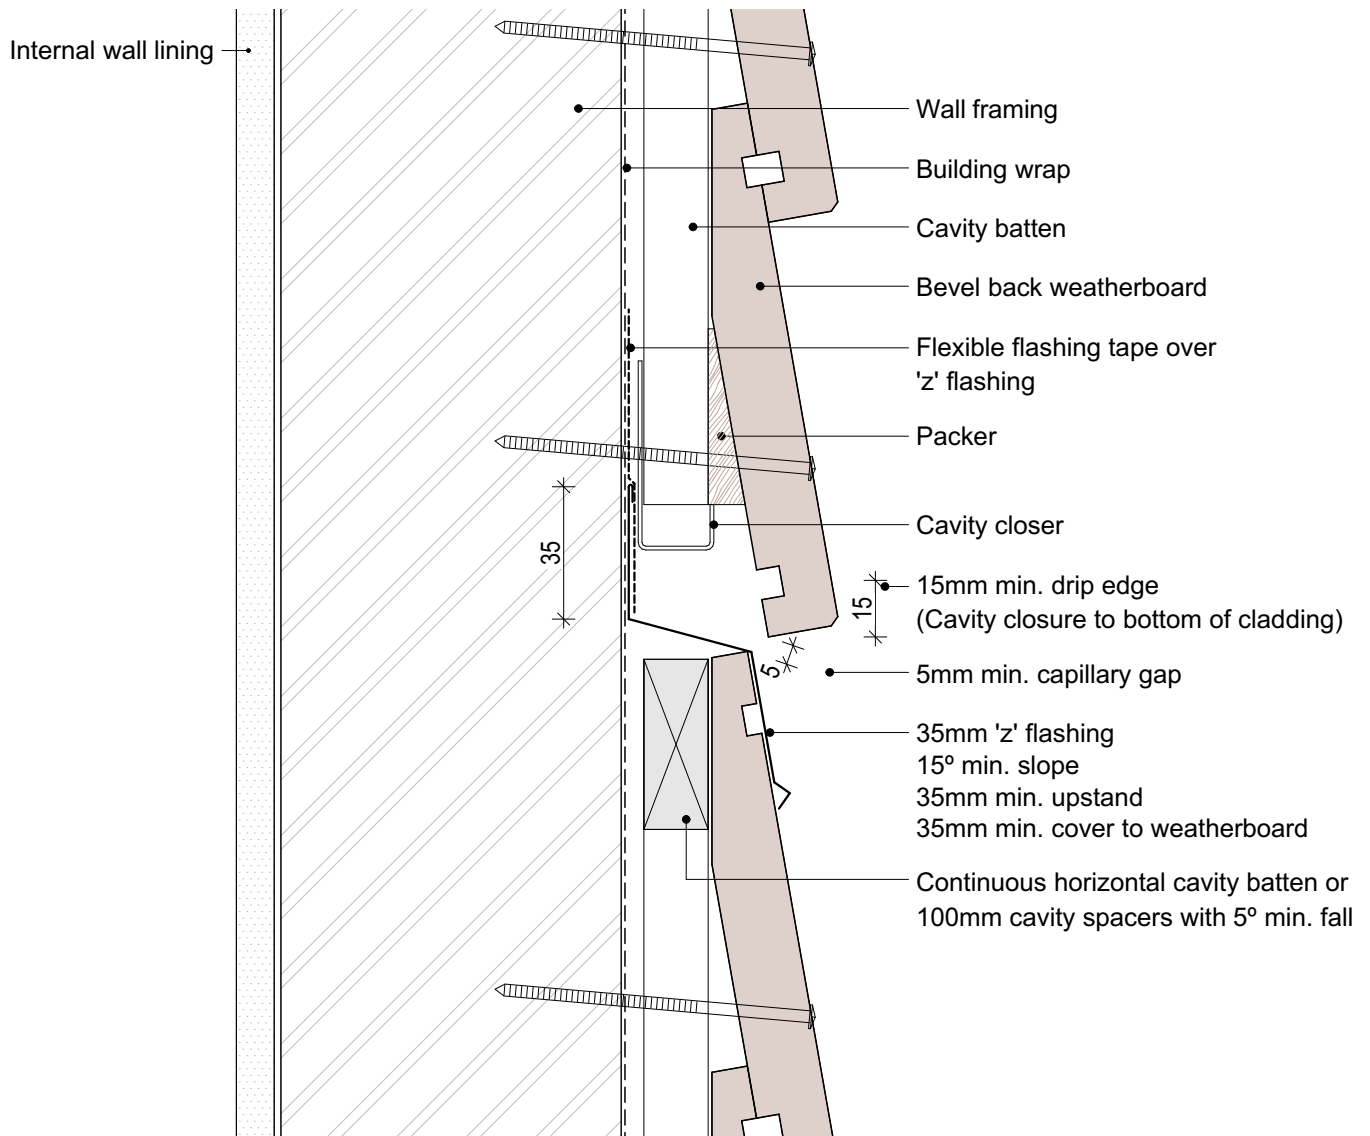 Internal wall lining
Wall framing
Building wrap
Cavity batten
Bevel back weatherboard
Flexible flashing tape over
'z' flashing
Packer
Cavity closer
35
15mm min. drip edge
(Cavity closure to bottom of cladding)
15
5mm min. capillary gap
5
35mm 'z' flashing
15º min. slope
35mm min. upstand
35mm min. cover to weatherboard
Continuous horizontal cavity batten or
100mm cavity spacers with 5º min. fall